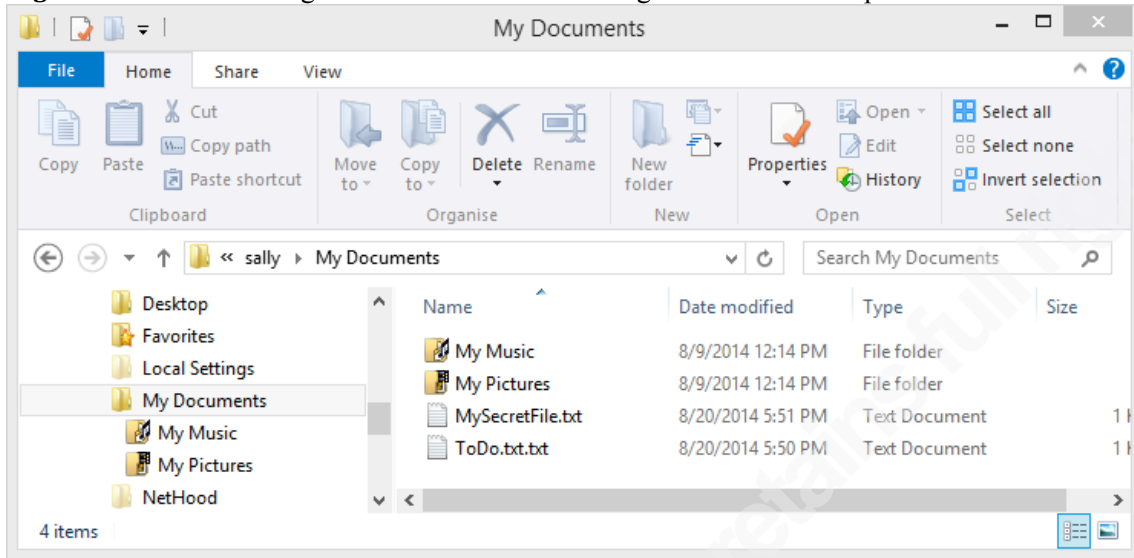 My Documents
File Home Share View
Copy
Paste
Cut
Copy path
Paste shortcut
Move to
Copy to
Delete
Rename
New folder
Properties
Open
Edit
History
Select all
Select none
Invert selection
Clipboard Organise New Open Select
« sally My Documents
Search My Documents
Desktop
Favorites
Local Settings
My Documents
My Music
My Pictures
NetHood
Name Date modified Type Size
My Music 8/9/2014 12:14 PM File folder
My Pictures 8/9/2014 12:14 PM File folder
MySecretFile.txt 8/20/2014 5:51 PM Text Document 1
ToDo.txt.txt 8/20/2014 5:50 PM Text Document 1
4 items